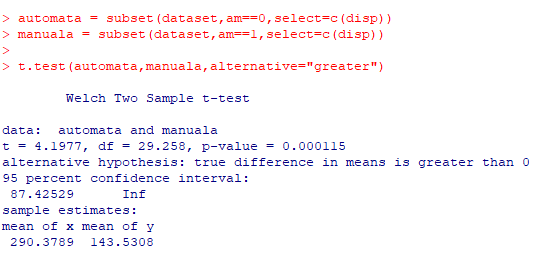 > automata = subset(dataset,am==0,select=c(disp))
> manuala = subset(dataset,am==1,select=c(disp))
>
> t.test(automata,manuala,alternative="greater")
Welch Two Sample t-test
data:  automata and manuala
t = 4.1977, df = 29.258, p-value = 0.000115
alternative hypothesis: true difference in means is greater than 0
95 percent confidence interval:
 87.42529      Inf
sample estimates:
mean of x mean of y
 290.3789  143.5308